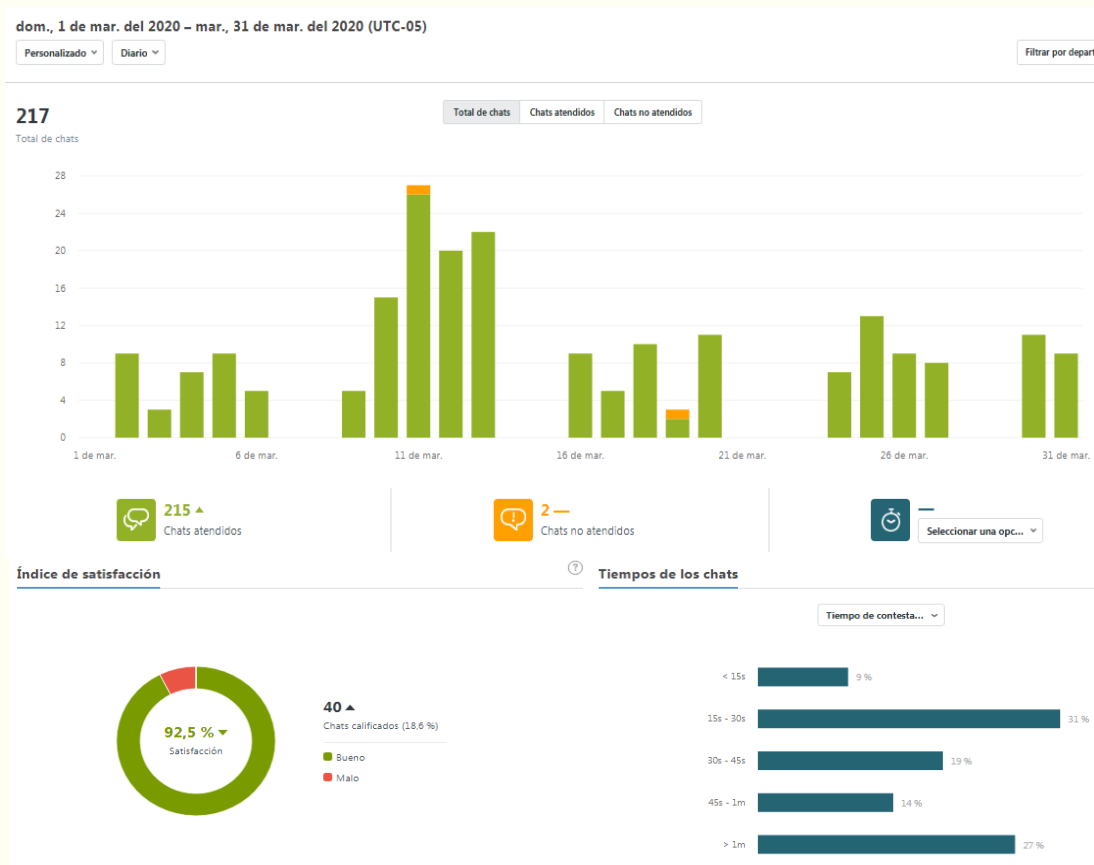 dom., 1 de mar. del 2020 – mar., 31 de mar. del 2020 (UTC-05)
Personalizado Diario Filtrar por depart
217
Total de chats
Total de chats Chats atendidos Chats no atendidos
28
24
20
16
12
8
4
0
1 de mar. 6 de mar. 11 de mar. 16 de mar. 21 de mar. 26 de mar. 31 de mar.
215
Chats atendidos
2 —
Chats no atendidos
—
Seleccionar una opc...
Índice de satisfacción ?
92,5 %
Satisfacción
40
Chats calificados (18,6 %)
Bueno
Malo
Tiempos de los chats
Tiempo de contesta...
< 15s 9 %
15s - 30s 31 %
30s - 45s 19 %
45s - 1m 14 %
> 1m 27 %